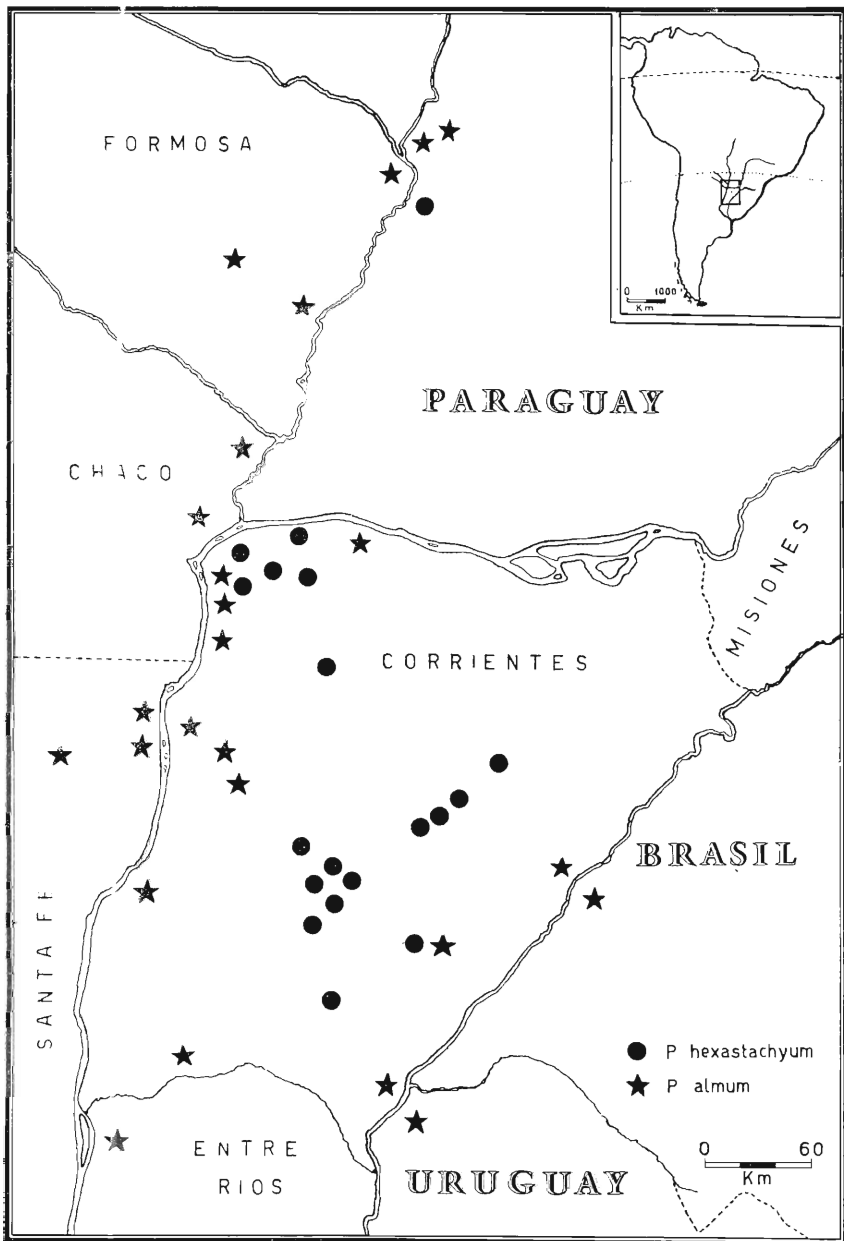 FORMOSA
0 1000
Km
PARAGUAY
CHACO
MISIONES
CORRIENTES
BRASIL
SANTA FE
P hexastachyum
P almum
ENTRE
RIOS
URUGUAY
0 60
Km